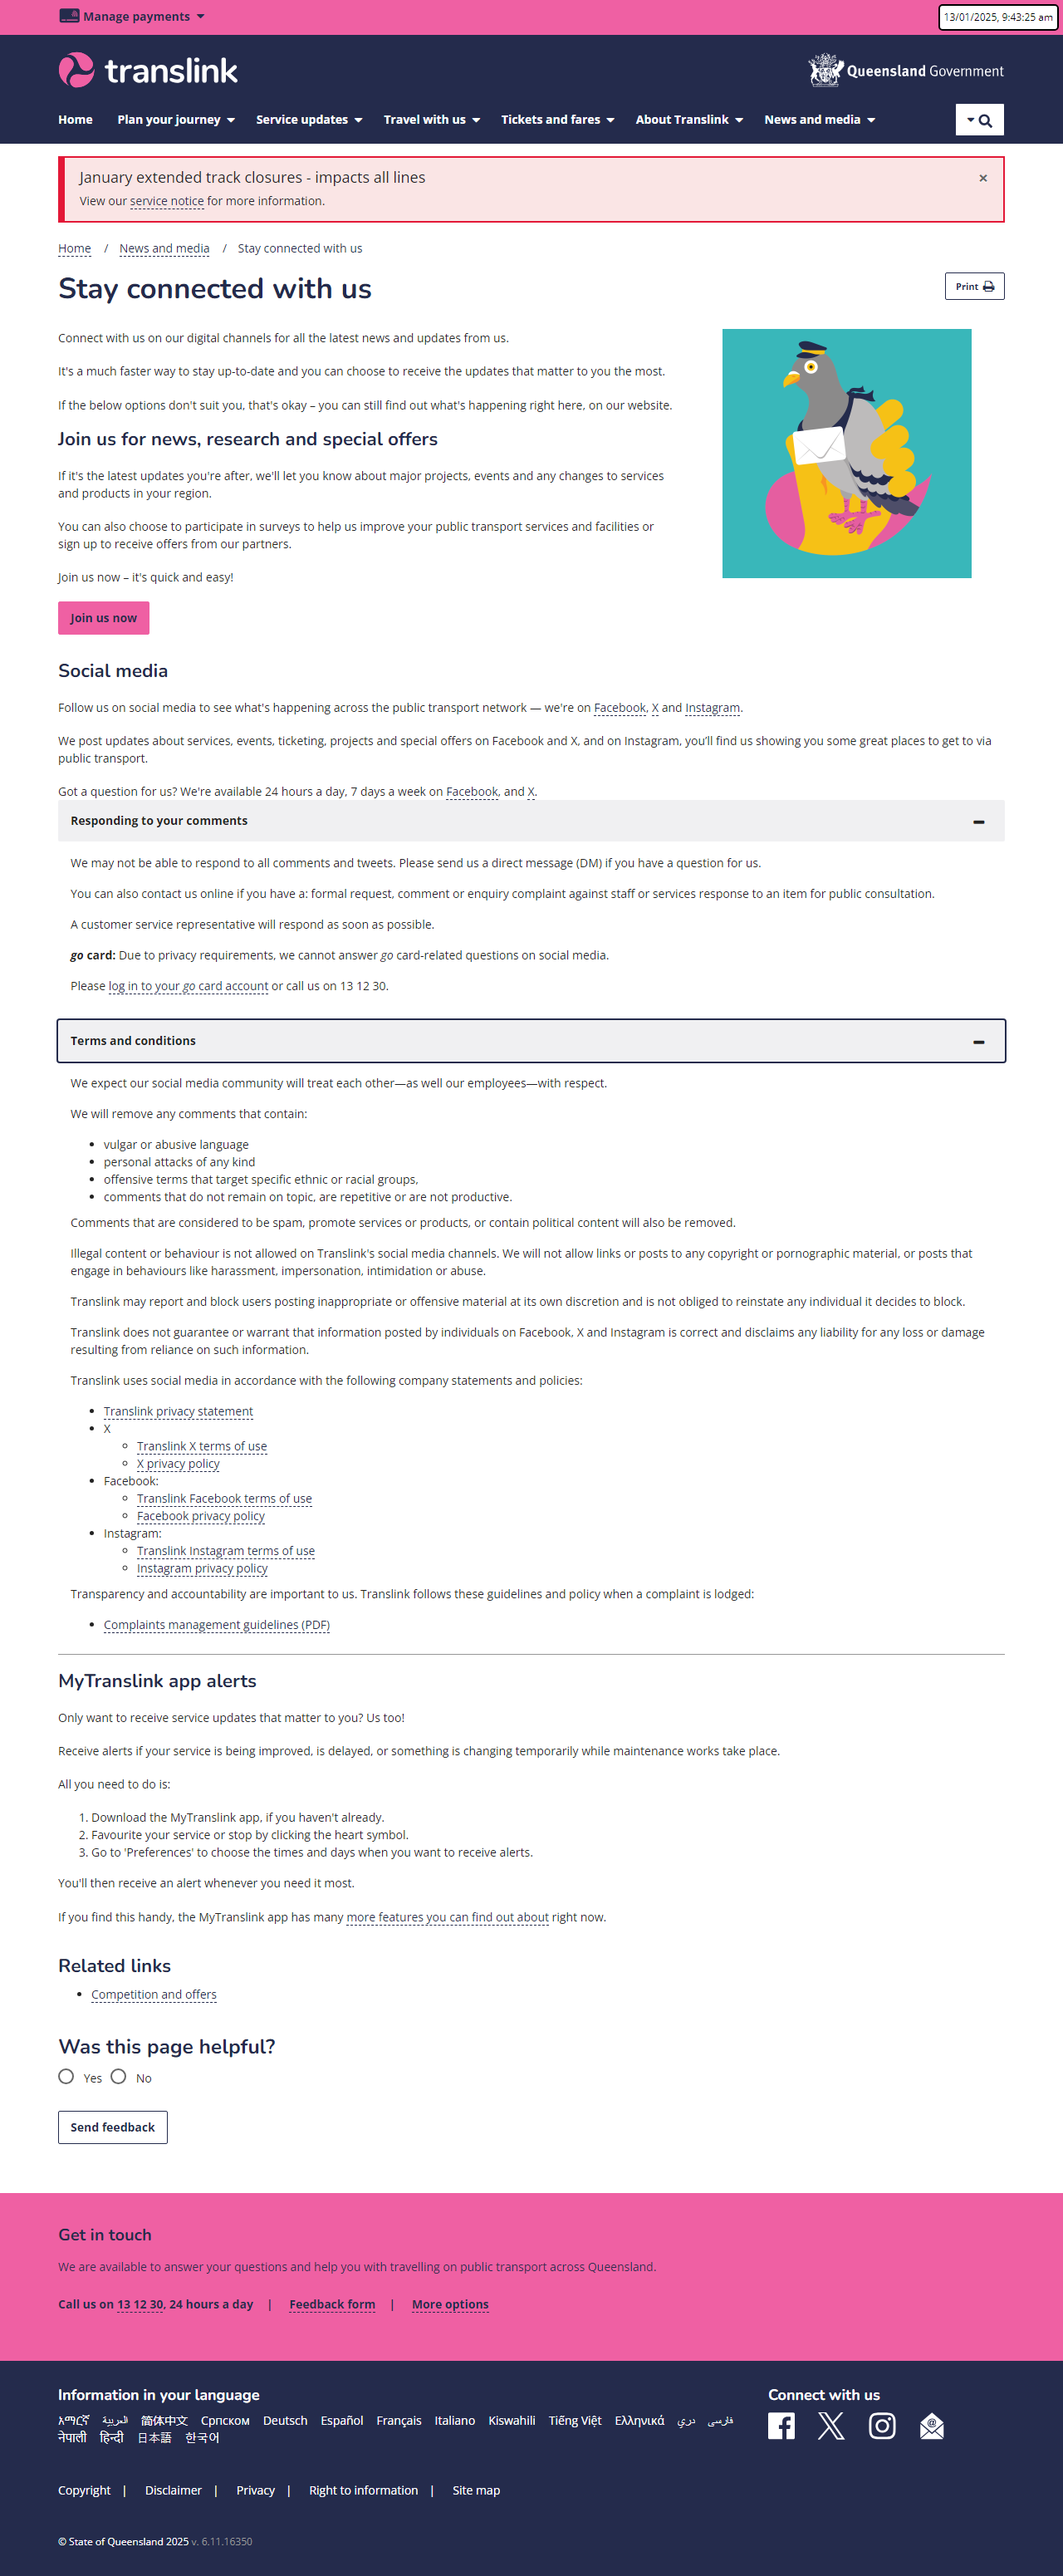 Manage payments
13/01/2025, 9:43:25 am
translink
Queensland Government
Home Plan your journey Service updates Travel with us Tickets and fares About Translink News and media
January extended track closures - impacts all lines
×
View our service notice for more information.
Home / News and media / Stay connected with us
Stay connected with us
Print
Connect with us on our digital channels for all the latest news and updates from us.
It's a much faster way to stay up-to-date and you can choose to receive the updates that matter to you the most.
If the below options don't suit you, that's okay – you can still find out what's happening right here, on our website.
Join us for news, research and special offers
If it's the latest updates you're after, we'll let you know about major projects, events and any changes to services
and products in your region.
You can also choose to participate in surveys to help us improve your public transport services and facilities or
sign up to receive offers from our partners.
Join us now – it's quick and easy!
Join us now
Social media
Follow us on social media to see what's happening across the public transport network — we're on Facebook, X and Instagram.
We post updates about services, events, ticketing, projects and special offers on Facebook and X, and on Instagram, you'll find us showing you some great places to get to via
public transport.
Got a question for us? We're available 24 hours a day, 7 days a week on Facebook, and X.
Responding to your comments
We may not be able to respond to all comments and tweets. Please send us a direct message (DM) if you have a question for us.
You can also contact us online if you have a: formal request, comment or enquiry complaint against staff or services response to an item for public consultation.
A customer service representative will respond as soon as possible.
go card: Due to privacy requirements, we cannot answer go card-related questions on social media.
Please log in to your go card account or call us on 13 12 30.
Terms and conditions
We expect our social media community will treat each other—as well our employees—with respect.
We will remove any comments that contain:
• vulgar or abusive language
• personal attacks of any kind
• offensive terms that target specific ethnic or racial groups,
• comments that do not remain on topic, are repetitive or are not productive.
Comments that are considered to be spam, promote services or products, or contain political content will also be removed.
Illegal content or behaviour is not allowed on Translink's social media channels. We will not allow links or posts to any copyright or pornographic material, or posts that
engage in behaviours like harassment, impersonation, intimidation or abuse.
Translink may report and block users posting inappropriate or offensive material at its own discretion and is not obliged to reinstate any individual it decides to block.
Translink does not guarantee or warrant that information posted by individuals on Facebook, X and Instagram is correct and disclaims any liability for any loss or damage
resulting from reliance on such information.
Translink uses social media in accordance with the following company statements and policies:
• Translink privacy statement
• X
◦ Translink X terms of use
◦ X privacy policy
• Facebook:
◦ Translink Facebook terms of use
◦ Facebook privacy policy
• Instagram:
◦ Translink Instagram terms of use
◦ Instagram privacy policy
Transparency and accountability are important to us. Translink follows these guidelines and policy when a complaint is lodged:
• Complaints management guidelines (PDF)
MyTranslink app alerts
Only want to receive service updates that matter to you? Us too!
Receive alerts if your service is being improved, is delayed, or something is changing temporarily while maintenance works take place.
All you need to do is:
1. Download the MyTranslink app, if you haven't already.
2. Favourite your service or stop by clicking the heart symbol.
3. Go to 'Preferences' to choose the times and days when you want to receive alerts.
You'll then receive an alert whenever you need it most.
If you find this handy, the MyTranslink app has many more features you can find out about right now.
Related links
• Competition and offers
Was this page helpful?
Yes No
Send feedback
Get in touch
We are available to answer your questions and help you with travelling on public transport across Queensland.
Call us on 13 12 30, 24 hours a day | Feedback form | More options
Information in your language
Connect with us
አማርኛ العربية 简体中文 Српском Deutsch Español Français Italiano Kiswahili Tiếng Việt Ελληνικά دری فارسی
नेपाली हिन्दी 日本語 한국어
Copyright | Disclaimer | Privacy | Right to information | Site map
© State of Queensland 2025 v. 6.11.16350